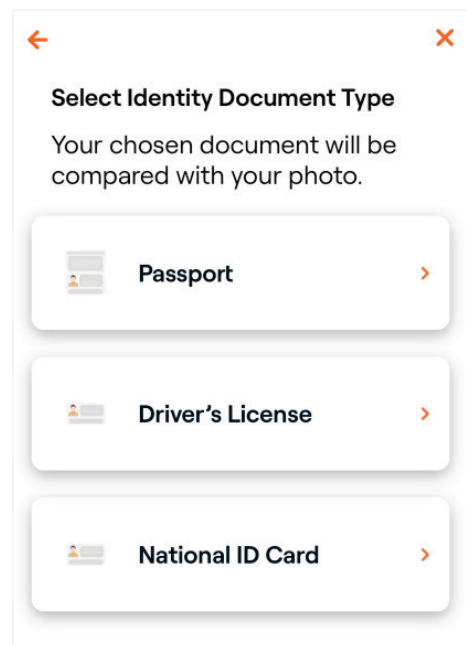 Select Identity Document Type
Your chosen document will be
compared with your photo.
Passport
Driver’s License
National ID Card